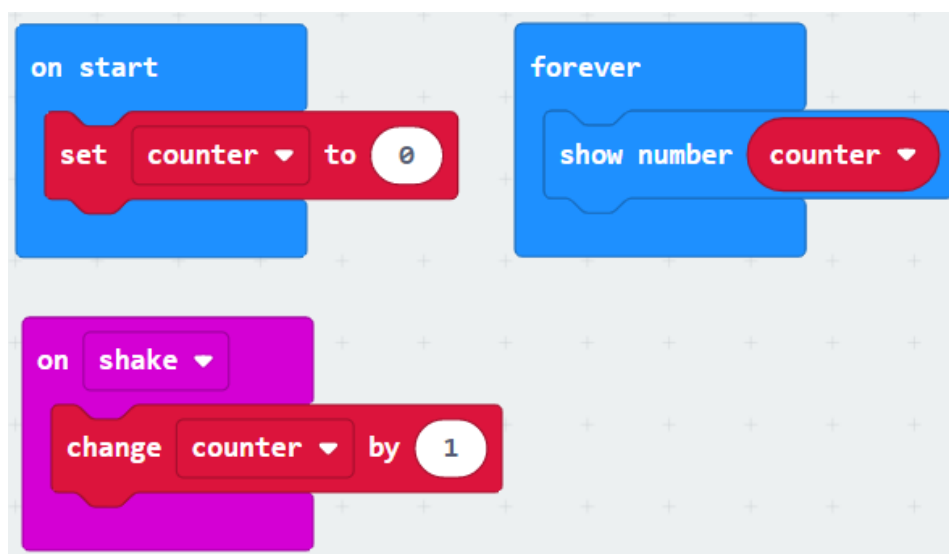 on start
set counter to 0
forever
show number counter
on shake
change counter by 1